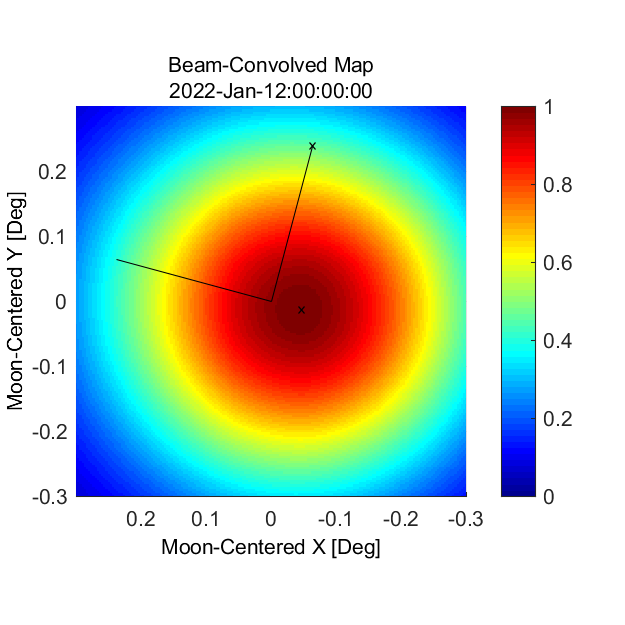 Beam-Convolved Map
2022-Jan-12:00:00:00:00
Moon-Centered Y [Deg]
0.2
0.1
0
-0.1
-0.2
-0.3
0.2 0.1 0 -0.1 -0.2 -0.3
Moon-Centered X [Deg]
1
0.8
0.6
0.4
0.2
0